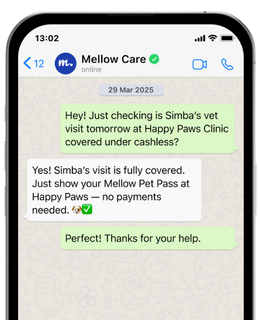 13:02
12
m.
Mellow Care
online
29 Mar 2025
Hey! Just checking is Simba's vet
visit tomorrow at Happy Paws Clinic
covered under cashless?
Yes! Simba's visit is fully covered.
Just show your Mellow Pet Pass at
Happy Paws — no payments
needed. 🐶✅
Perfect! Thanks for your help.